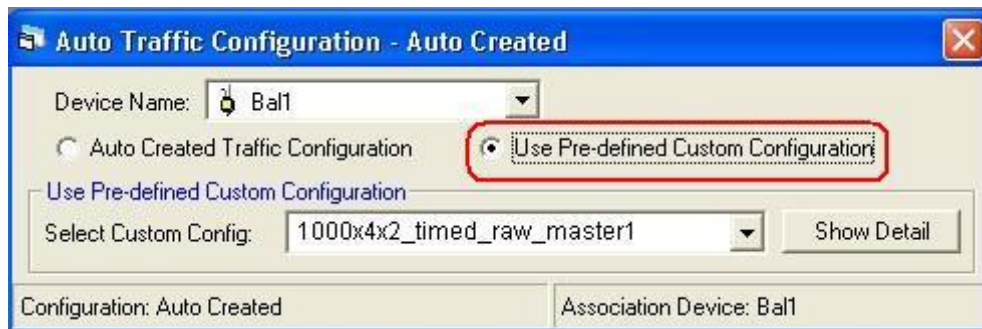 Auto Traffic Configuration - Auto Created
Device Name: Bal1
Auto Created Traffic Configuration Use Pre-defined Custom Configuration
Use Pre-defined Custom Configuration
Select Custom Config: 1000x4x2_timed_raw_master1 Show Detail
Configuration: Auto Created Association Device: Bal1